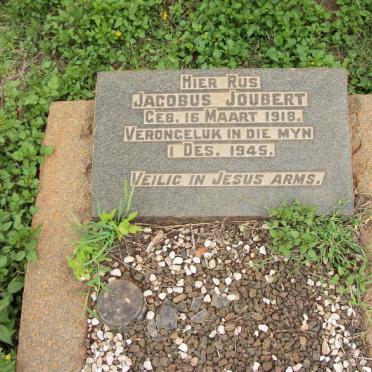 HIER RUS
JACOBUS JOUBERT
GEB. 16 MAART 1918.
VERONGELUK IN DIE MYN
1 DES. 1945.
VEILIG IN JESUS ARMS.